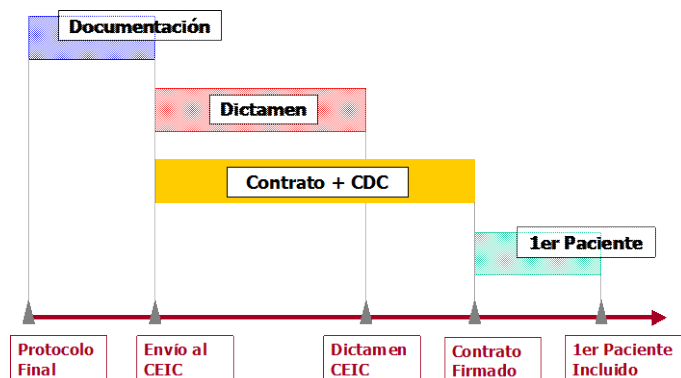 Documentación
Dictamen
Contrato + CDC
1er Paciente
Protocolo
Final
Envío al
CEIC
Dictamen
CEIC
Contrato
Firmado
1er Paciente
Incluido